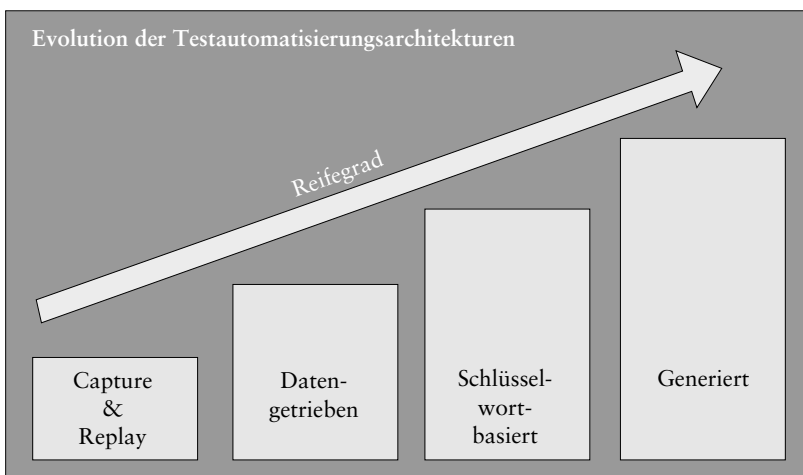 Evolution der Testautomatisierungsarchitekturen
Reifegrad
Capture
&
Replay
Daten-
getrieben
Schlüssel-
wort-
basiert
Generiert